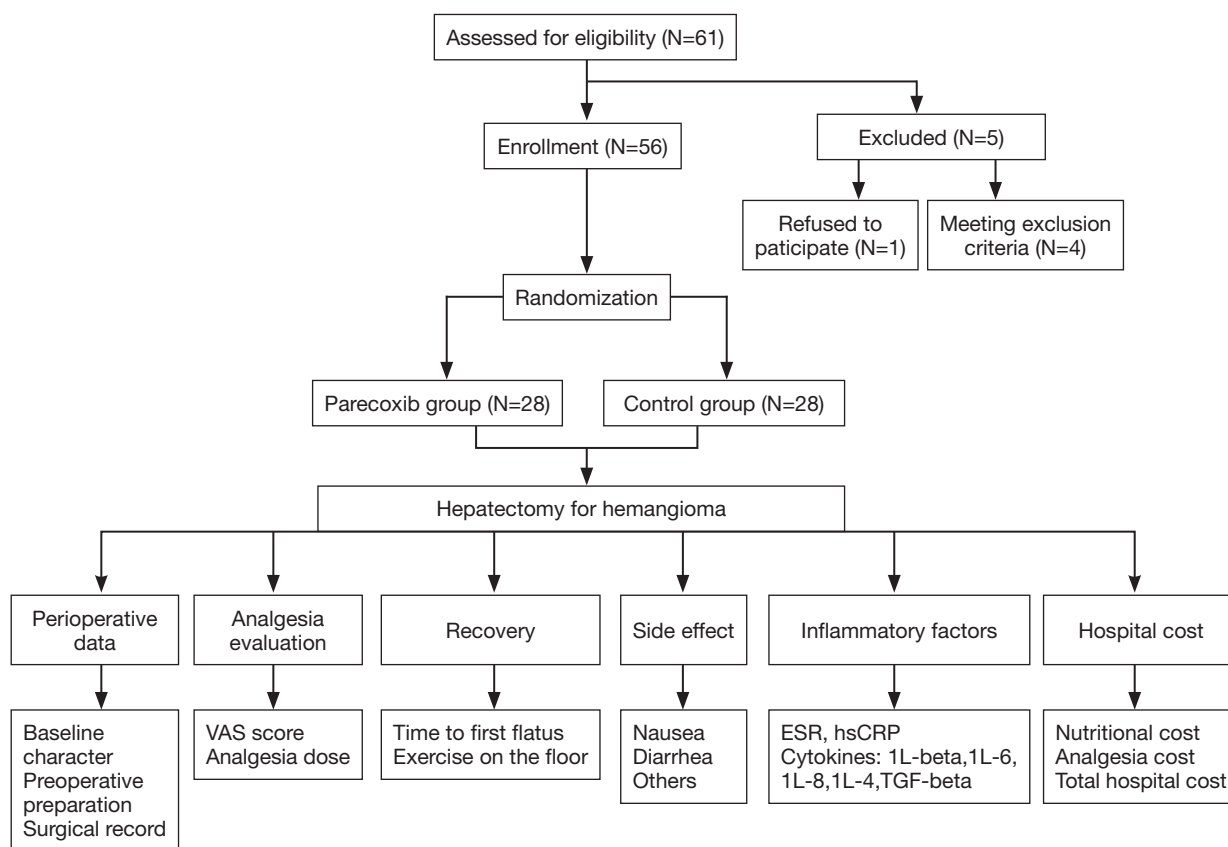 Assessed for eligibility (N=61)
Enrollment (N=56)
Excluded (N=5)
Refused to
paticipate (N=1)
Meeting exclusion
criteria (N=4)
Randomization
Parecoxib group (N=28)
Control group (N=28)
Hepatectomy for hemangioma
Perioperative
data
Analgesia
evaluation
Recovery
Side effect
Inflammatory factors
Hospital cost
Baseline
character
Preoperative
preparation
Surgical record
VAS score
Analgesia dose
Time to first flatus
Exercise on the floor
Nausea
Diarrhea
Others
ESR, hsCRP
Cytokines: 1L-beta,1L-6,
1L-8,1L-4,TGF-beta
Nutritional cost
Analgesia cost
Total hospital cost